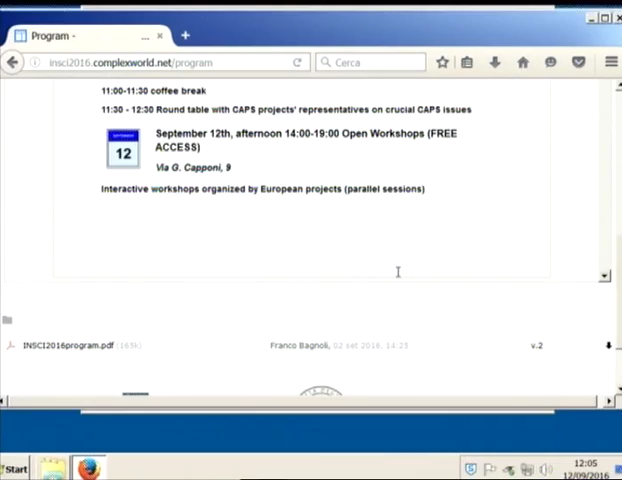 Program - ...
insci2016.complexworld.net/program
Cerca
11:00-11:30 coffee break
11:30 - 12:30 Round table with CAPS projects' representatives on crucial CAPS issues
12
September 12th, afternoon 14:00-19:00 Open Workshops (FREE
ACCESS)
Via G. Capponi, 9
Interactive workshops organized by European projects (parallel sessions)
INSCI2016program.pdf (165k) Franco Bagnoli, 02 set 2016, 14:23 v.2
Start
12:05
12/09/2016